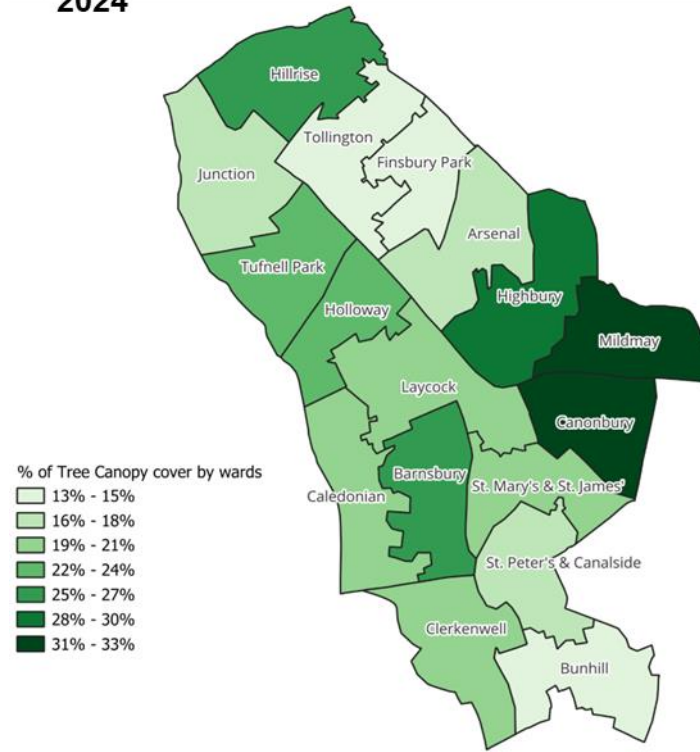 2024
Hillrise
Tollington
Finsbury Park
Junction
Arsenal
Tufnell Park
Highbury
Holloway
Mildmay
Laycock
Canonbury
% of Tree Canopy cover by wards
13% - 15%
16% - 18%
19% - 21%
22% - 24%
25% - 27%
28% - 30%
31% - 33%
Barnsbury
St. Mary's & St. James'
Caledonian
St. Peter's & Canalside
Clerkenwell
Bunhill